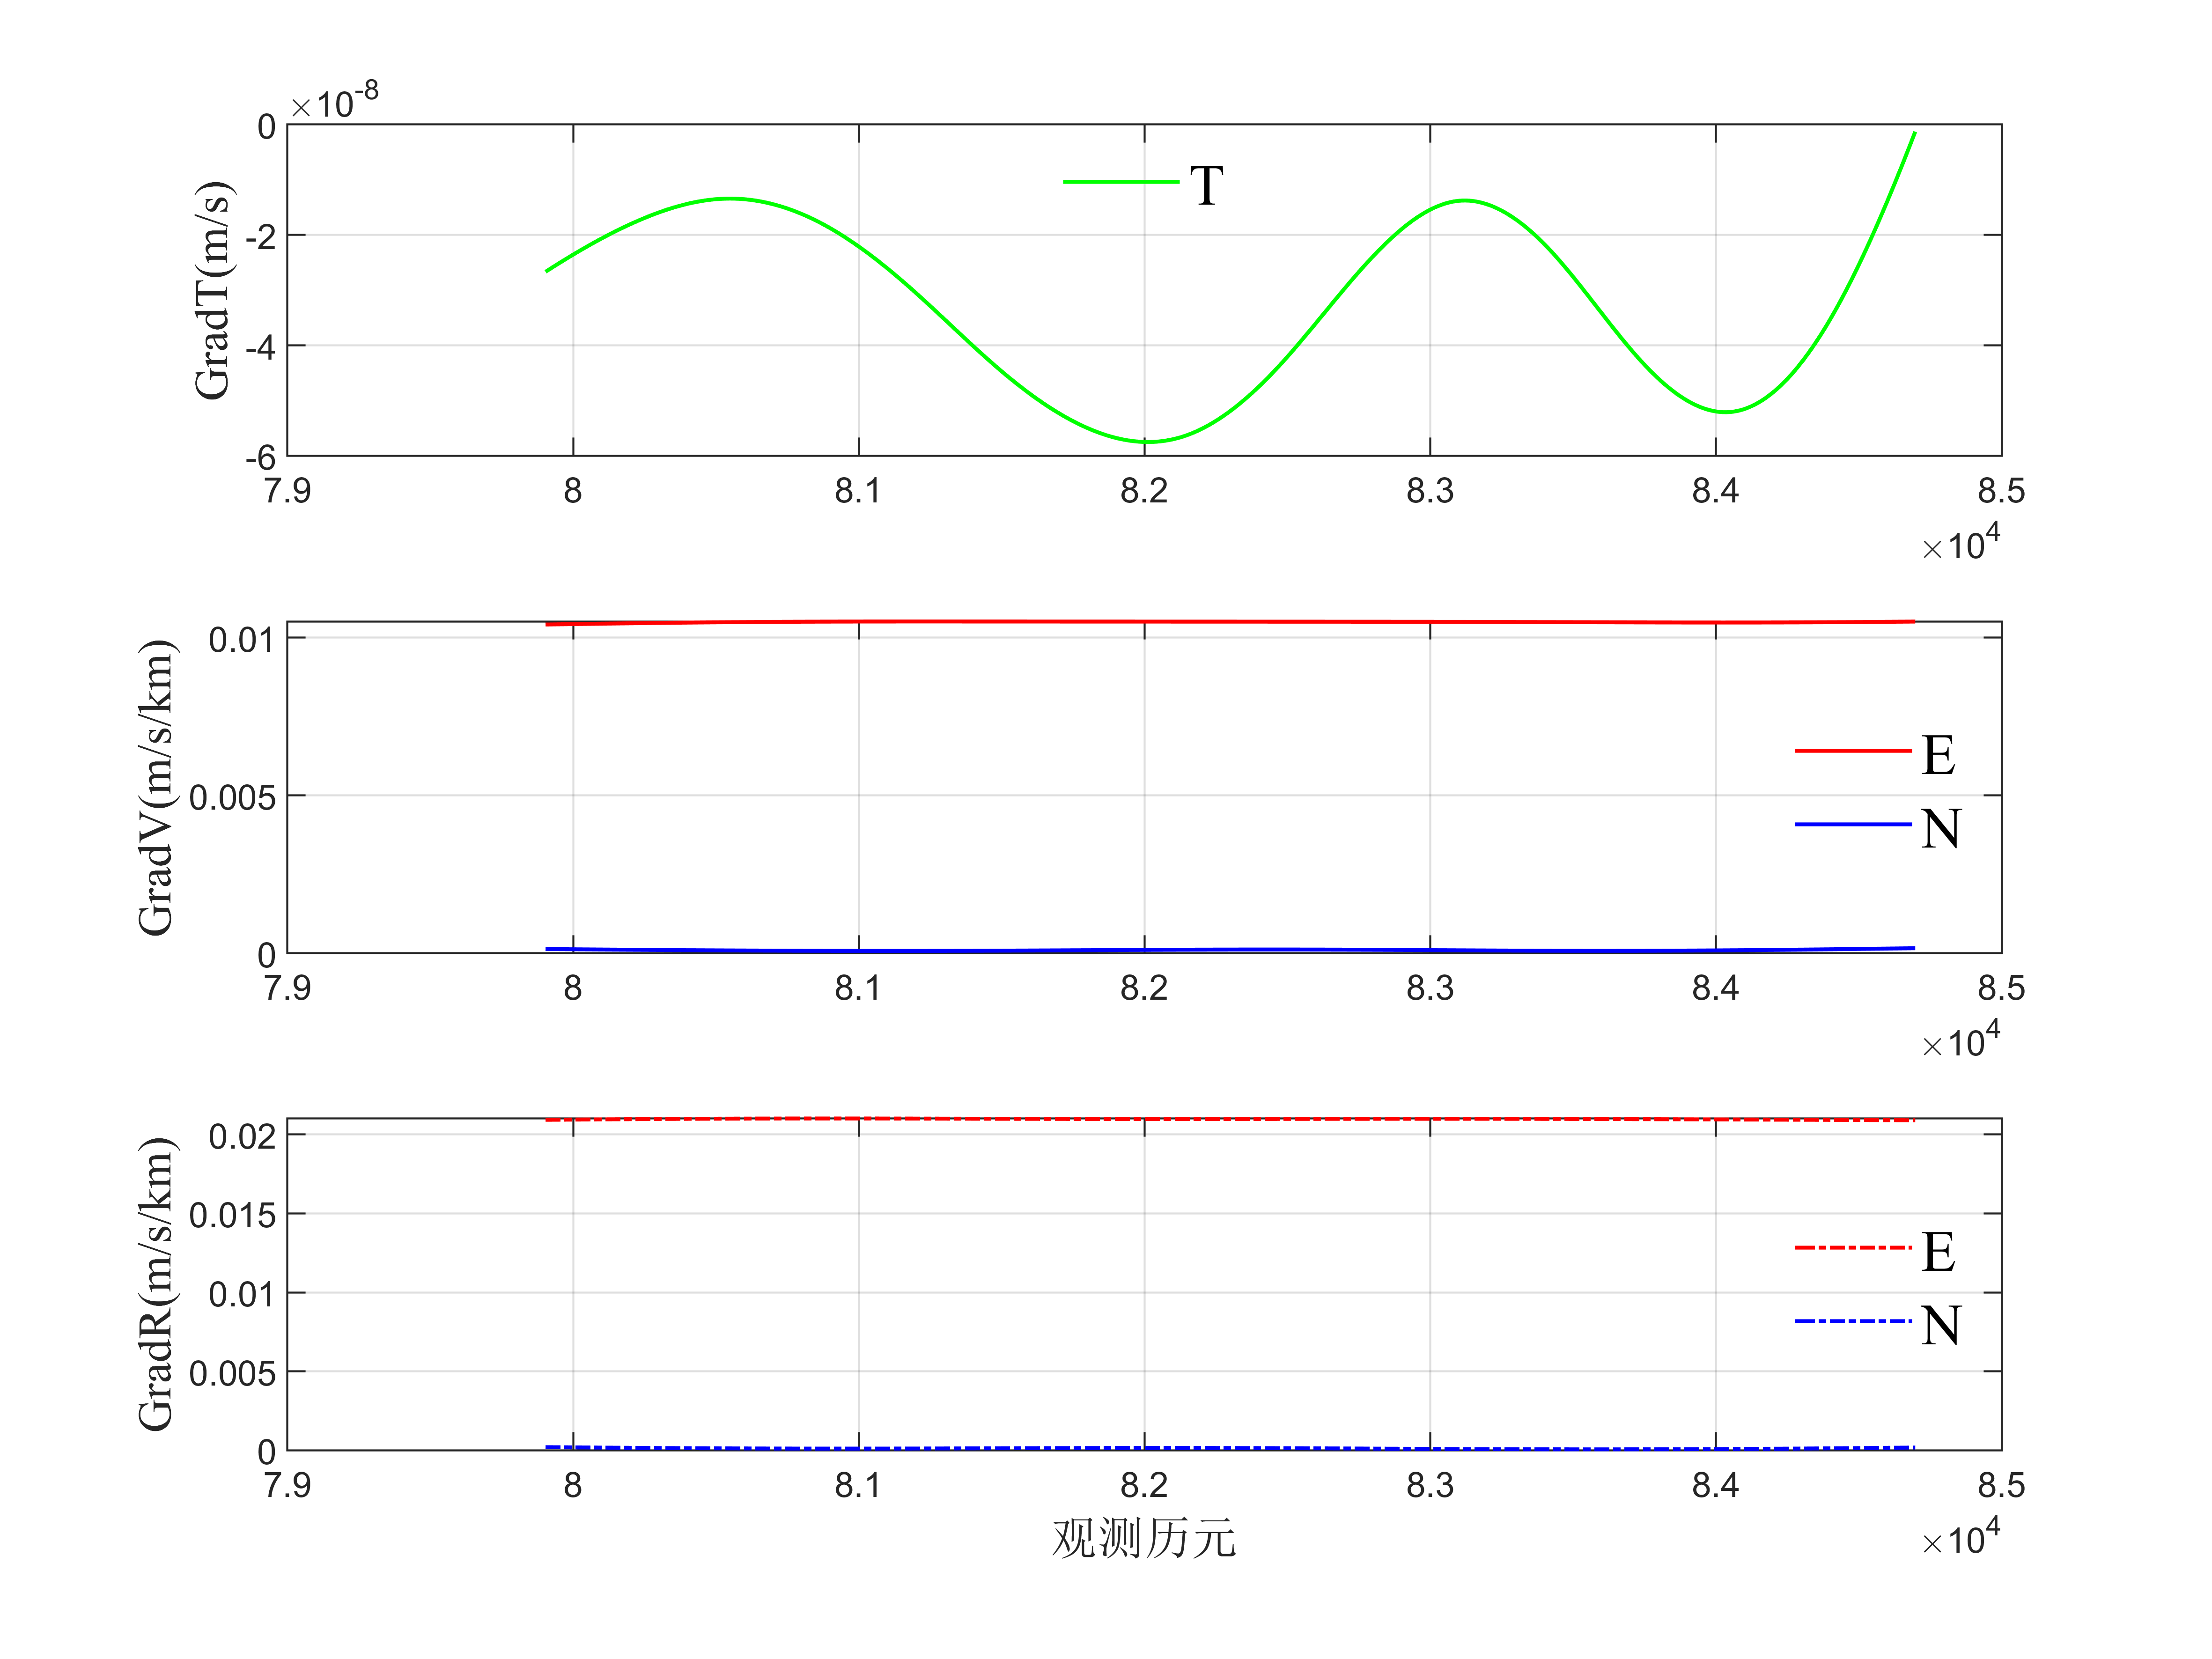 ×10-8
0
-2
-4
-6
GradT(m/s)
T
7.9 8 8.1 8.2 8.3 8.4 8.5
×104
0.01
0.005
0
GradV(m/s/km)
E
N
7.9 8 8.1 8.2 8.3 8.4 8.5
×104
0.02
0.015
0.01
0.005
0
GradR(m/s/km)
E
N
7.9 8 8.1 8.2 8.3 8.4 8.5
×104
观测历元